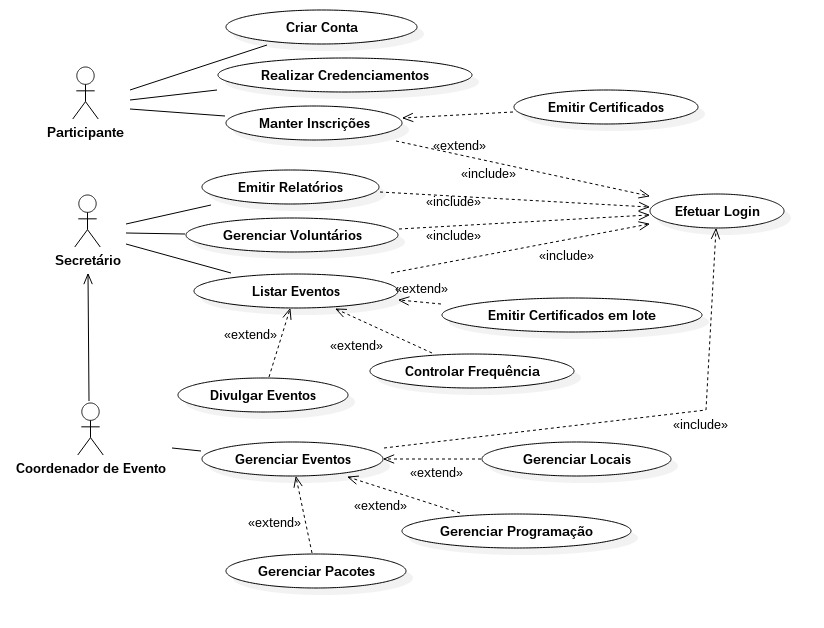 Criar Conta
Realizar Credenciamentos
Emitir Certificados
Manter Inscrições
Participante
«extend»
«include»
Emitir Relatórios
«include»
Efetuar Login
Gerenciar Voluntários
«include»
Secretário
«include»
Listar Eventos
«extend»
Emitir Certificados em lote
«extend»
«extend»
Controlar Frequência
Divulgar Eventos
«include»
Coordenador de Evento
Gerenciar Eventos
Gerenciar Locais
«extend»
«extend»
«extend»
Gerenciar Programação
Gerenciar Pacotes